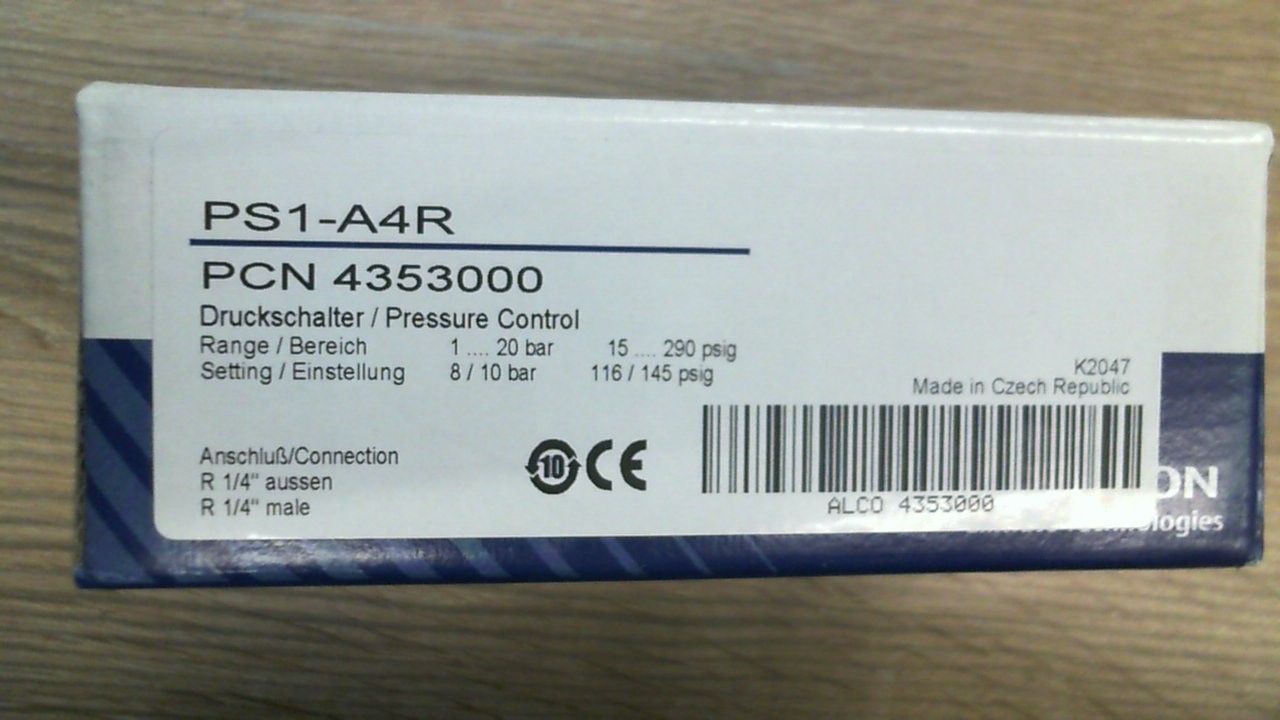 PS1-A4R
PCN 4353000
Druckschalter / Pressure Control
Range / Bereich 1 .... 20 bar 15 .... 290 psig
Setting / Einstellung 8 / 10 bar 116 / 145 psig
K2047
Made in Czech Republic
Anschluß/Connection
R 1/4" aussen
R 1/4" male
10 CE
ALCO 4353000